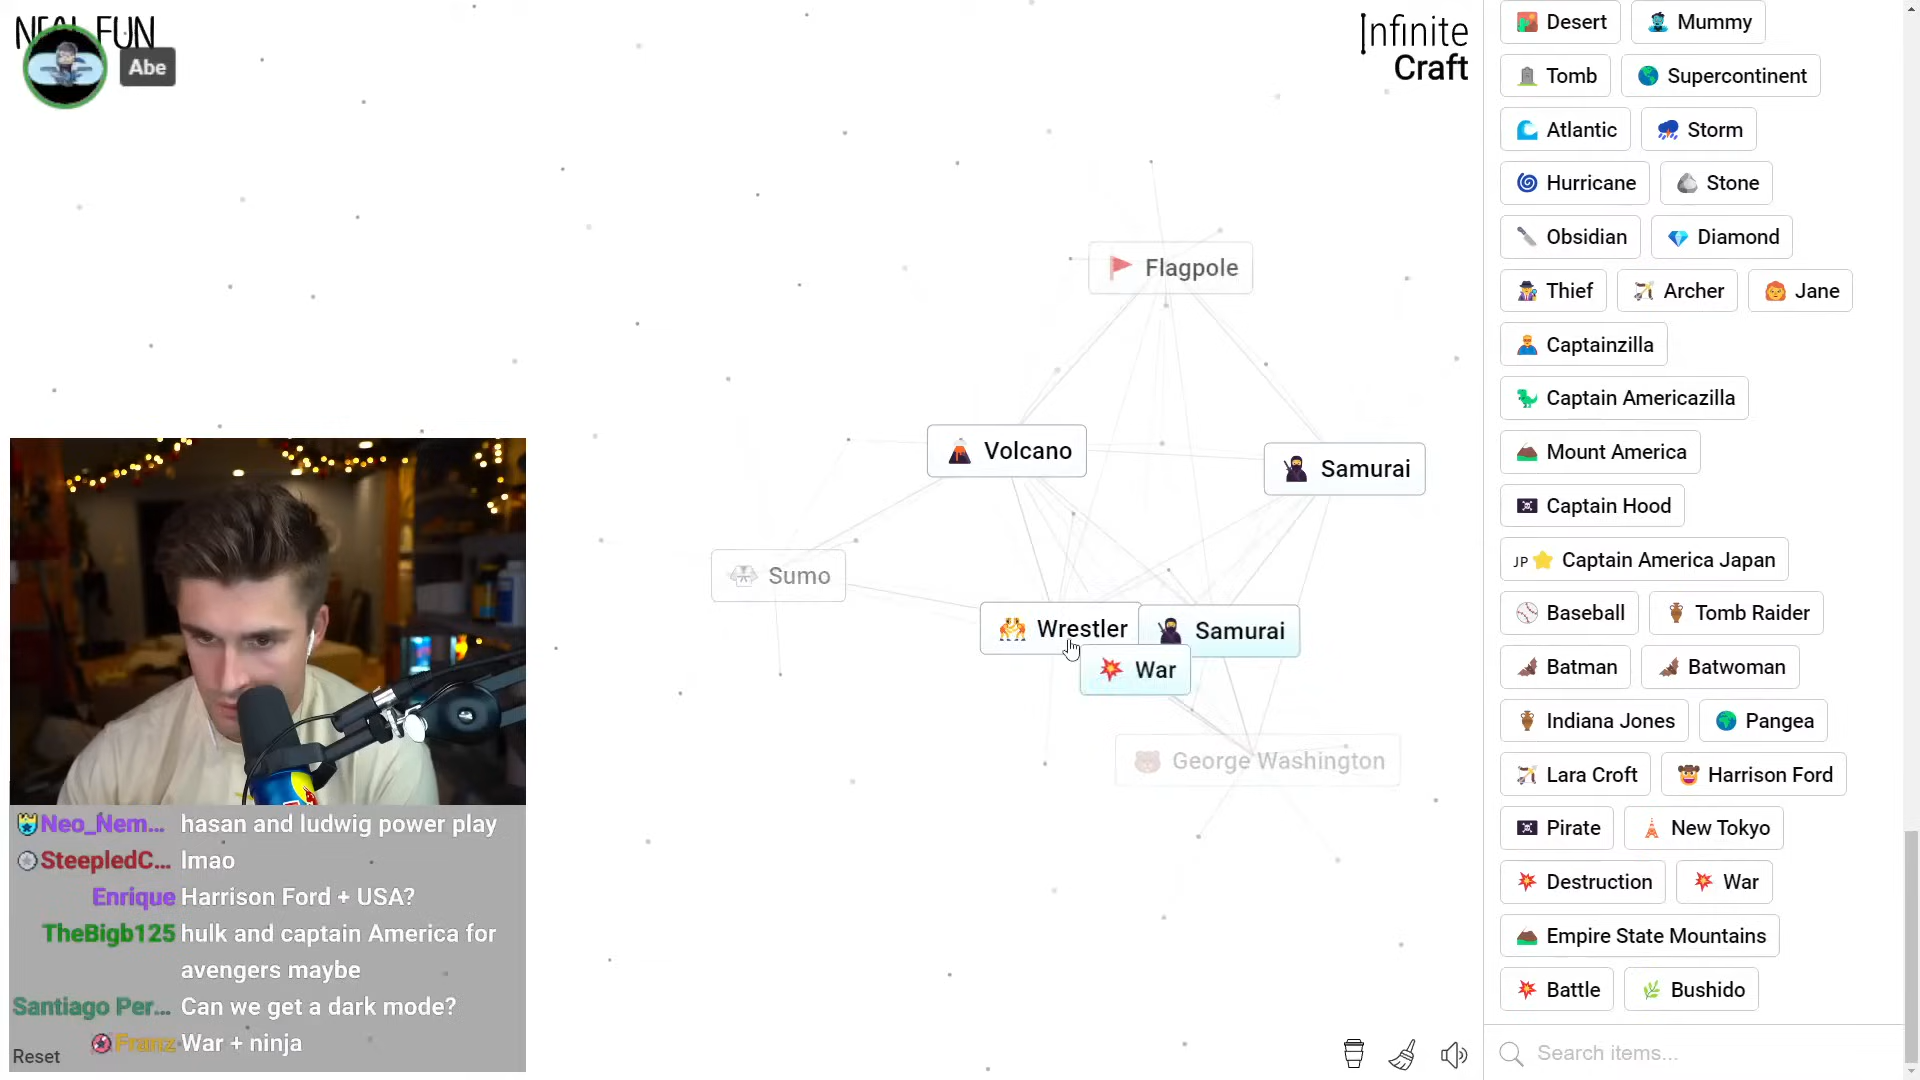 NEAL.FUN
Abe
Infinite
Craft
Flagpole
Volcano
Samurai
Sumo
Wrestler
Samurai
War
George Washington
Neo_Nem... hasan and ludwig power play
SteepledC... lmao
Enrique Harrison Ford + USA?
TheBigb125 hulk and captain America for
avengers maybe
Santiago Per... Can we get a dark mode?
Franz War + ninja
Reset
Desert Mummy
Tomb Supercontinent
Atlantic Storm
Hurricane Stone
Obsidian Diamond
Thief Archer Jane
Captainzilla
Captain Americazilla
Mount America
Captain Hood
JP Captain America Japan
Baseball Tomb Raider
Batman Batwoman
Indiana Jones Pangea
Lara Croft Harrison Ford
Pirate New Tokyo
Destruction War
Empire State Mountains
Battle Bushido
Search items...